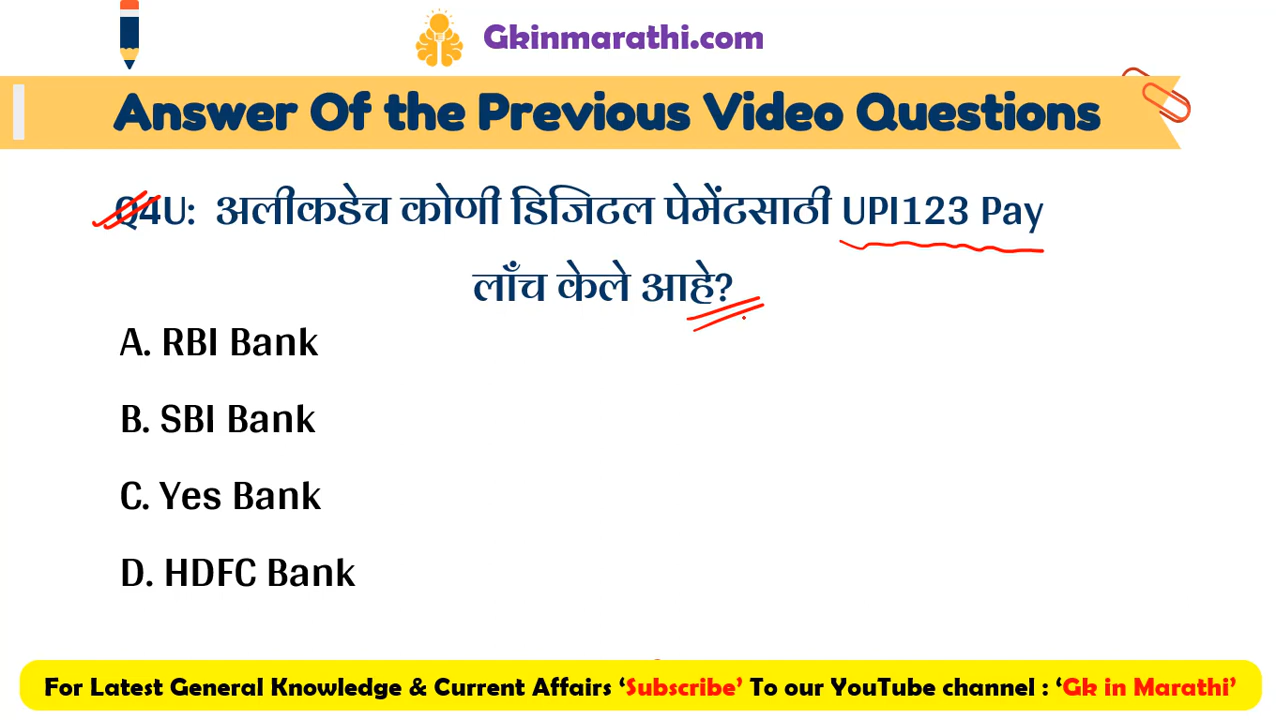 Gkinmarathi.com
Answer Of the Previous Video Questions
Q4U: अलीकडेच कोणी डिजिटल पेमेंटसाठी UPI123 Pay
लाँच केले आहे?
A. RBI Bank
B. SBI Bank
C. Yes Bank
D. HDFC Bank
For Latest General Knowledge & Current Affairs ‘Subscribe’ To our YouTube channel : ‘Gk in Marathi’